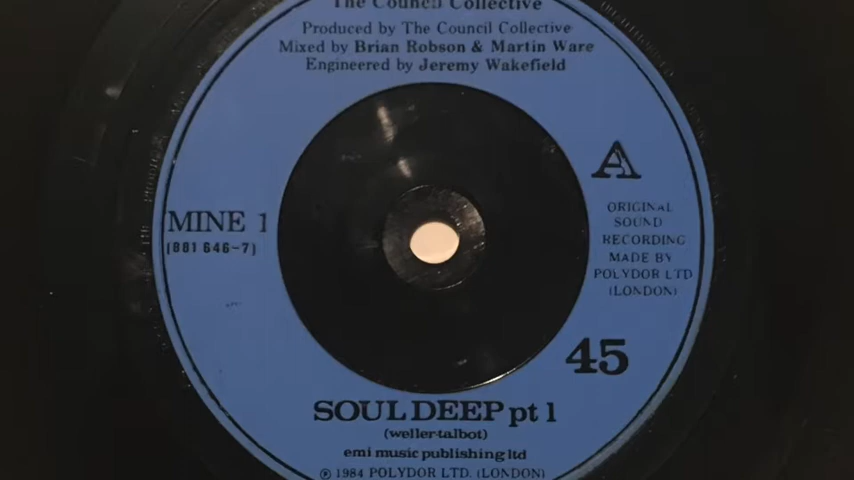 The Council Collective
Produced by The Council Collective
Mixed by Brian Robson & Martin Ware
Engineered by Jeremy Wakefield
A
MINE 1
(881 646-7)
ORIGINAL
SOUND
RECORDING
MADE BY
POLYDOR LTD
(LONDON)
45
SOUL DEEP pt 1
(weller-talbot)
emi music publishing ltd
℗ 1984 POLYDOR LTD. (LONDON)